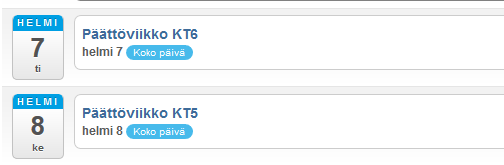 HELMI
7
ti
Päättöviikko KT6
helmi 7 Koko päivä
HELMI
8
ke
Päättöviikko KT5
helmi 8 Koko päivä